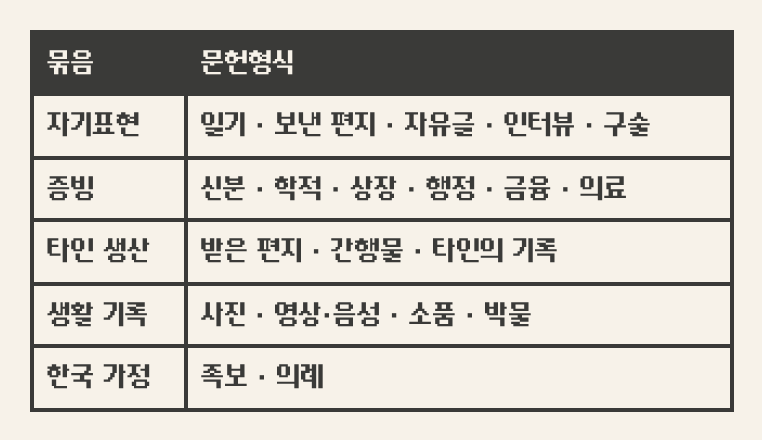 묶음 문헌형식
자기표현 일기 · 보낸 편지 · 자유글 · 인터뷰 · 구술
증빙 신분 · 학적 · 상장 · 행정 · 금융 · 의료
타인 생산 받은 편지 · 간행물 · 타인의 기록
생활 기록 사진 · 영상·음성 · 소품 · 박물
한국 가정 족보 · 의례